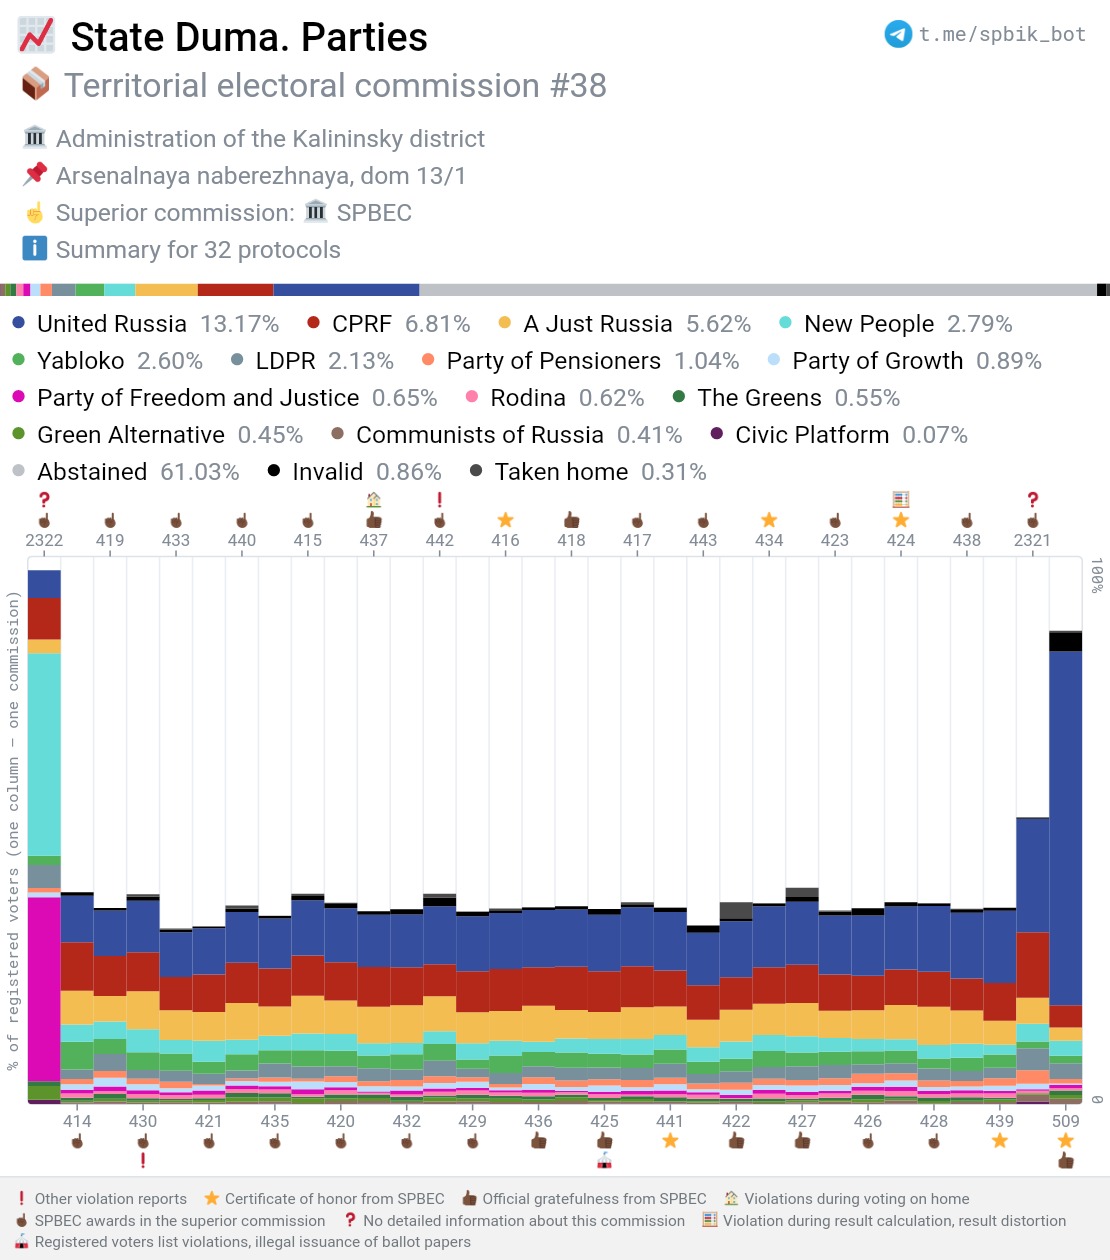 State Duma. Parties
t.me/spbik_bot
Territorial electoral commission #38
Administration of the Kalininsky district
Arsenalnaya naberezhnaya, dom 13/1
Superior commission: SPBEC
Summary for 32 protocols
United Russia 13.17% CPRF 6.81% A Just Russia 5.62% New People 2.79%
Yabloko 2.60% LDPR 2.13% Party of Pensioners 1.04% Party of Growth 0.89%
Party of Freedom and Justice 0.65% Rodina 0.62% The Greens 0.55%
Green Alternative 0.45% Communists of Russia 0.41% Civic Platform 0.07%
Abstained 61.03% Invalid 0.86% Taken home 0.31%
2322 419 433 440 415 437 442 416 418 417 443 434 423 424 438 2321
100%
% of registered voters (one column – one commission)
0
414 430 421 435 420 432 429 436 425 441 422 427 426 428 439 509
Other violation reports Certificate of honor from SPBEC Official gratefulness from SPBEC Violations during voting on home
SPBEC awards in the superior commission No detailed information about this commission Violation during result calculation, result distortion
Registered voters list violations, illegal issuance of ballot papers